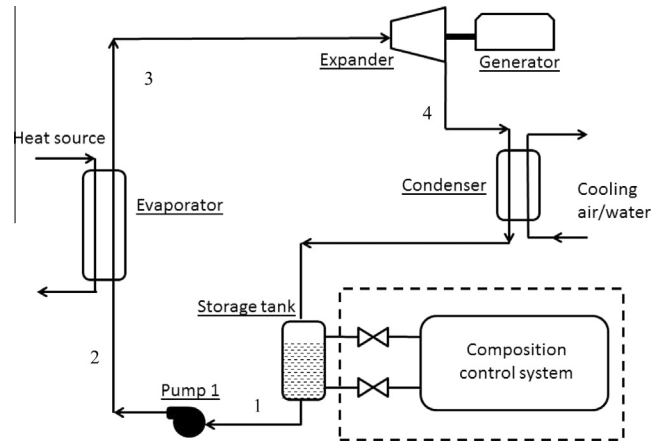 Expander
Generator
3
4
Heat source
Evaporator
Condenser
Cooling
air/water
Storage tank
Composition
control system
2
Pump 1
1